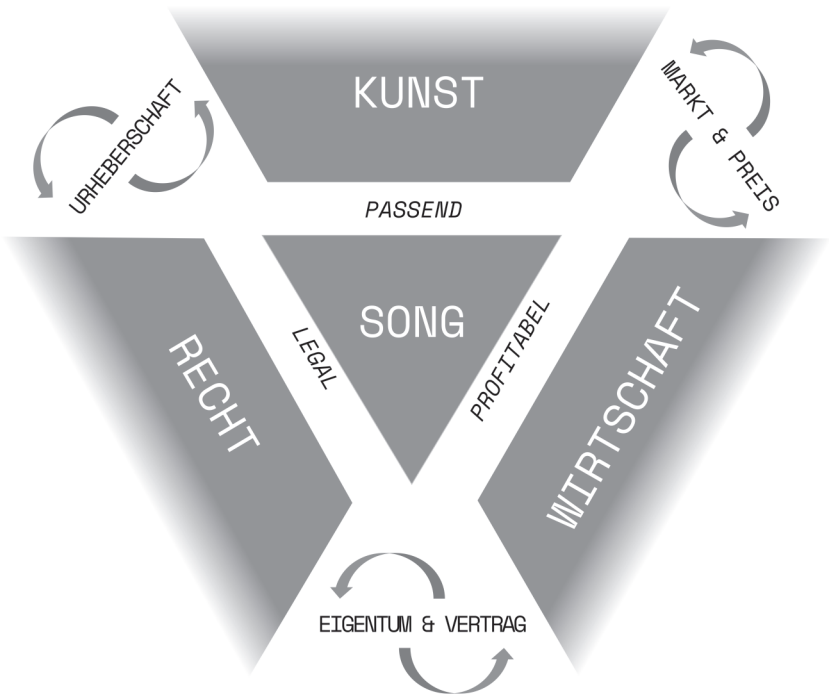 KUNST
URHEBERSCHAFT
MARKT & PREIS
PASSEND
SONG
LEGAL
PROFITABEL
RECHT
WIRTSCHAFT
EIGENTUM & VERTRAG